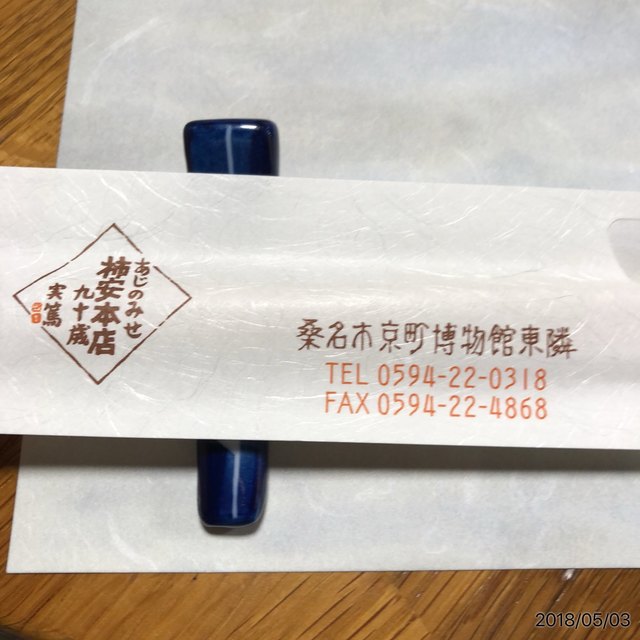 あじのみせ
柿安本店
九十歳
実篤
桑名市京町博物館東隣
TEL 0594-22-0318
FAX 0594-22-4868
2018/05/03